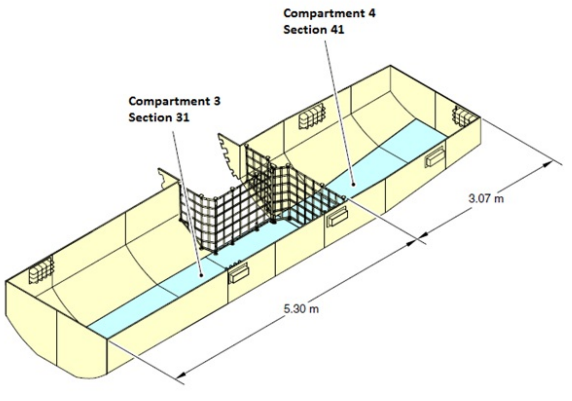 Compartment 4
Section 41
Compartment 3
Section 31
3.07 m
5.30 m